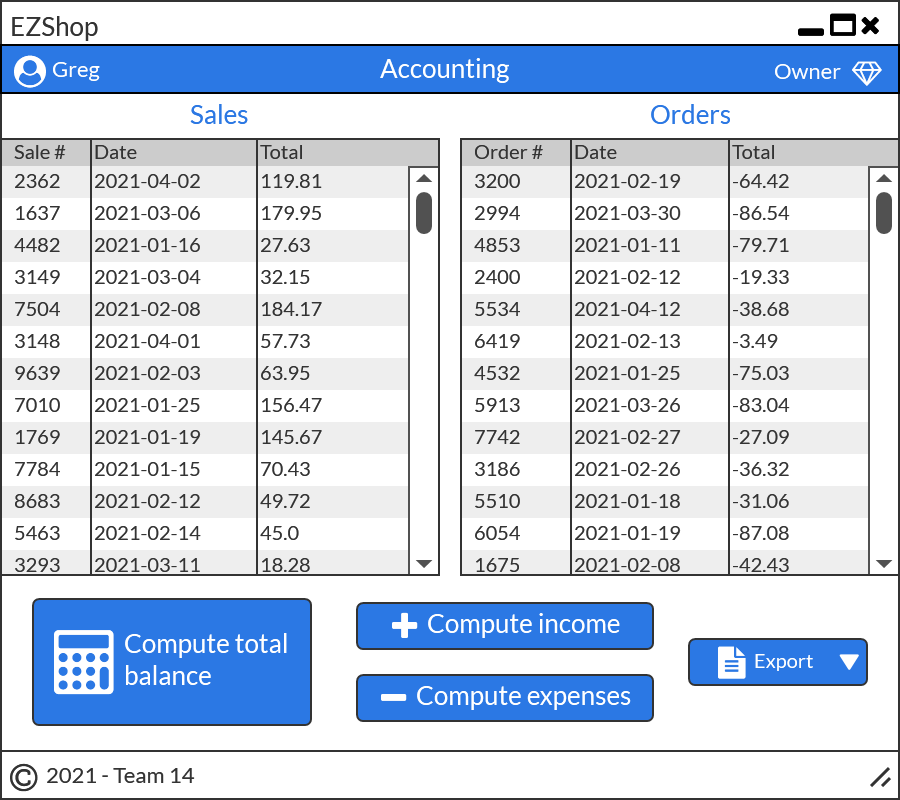 EZShop
Greg Accounting Owner
Sales Orders
Sale # Date Total Order # Date Total
2362 2021-04-02 119.81 3200 2021-02-19 -64.42
1637 2021-03-06 179.95 2994 2021-03-30 -86.54
4482 2021-01-16 27.63 4853 2021-01-11 -79.71
3149 2021-03-04 32.15 2400 2021-02-12 -19.33
7504 2021-02-08 184.17 5534 2021-04-12 -38.68
3148 2021-04-01 57.73 6419 2021-02-13 -3.49
9639 2021-02-03 63.95 4532 2021-01-25 -75.03
7010 2021-01-25 156.47 5913 2021-03-26 -83.04
1769 2021-01-19 145.67 7742 2021-02-27 -27.09
7784 2021-01-15 70.43 3186 2021-02-26 -36.32
8683 2021-02-12 49.72 5510 2021-01-18 -31.06
5463 2021-02-14 45.0 6054 2021-01-19 -87.08
3293 2021-03-11 18.28 1675 2021-02-08 -42.43
Compute total
balance
Compute income
Compute expenses
Export
© 2021 - Team 14